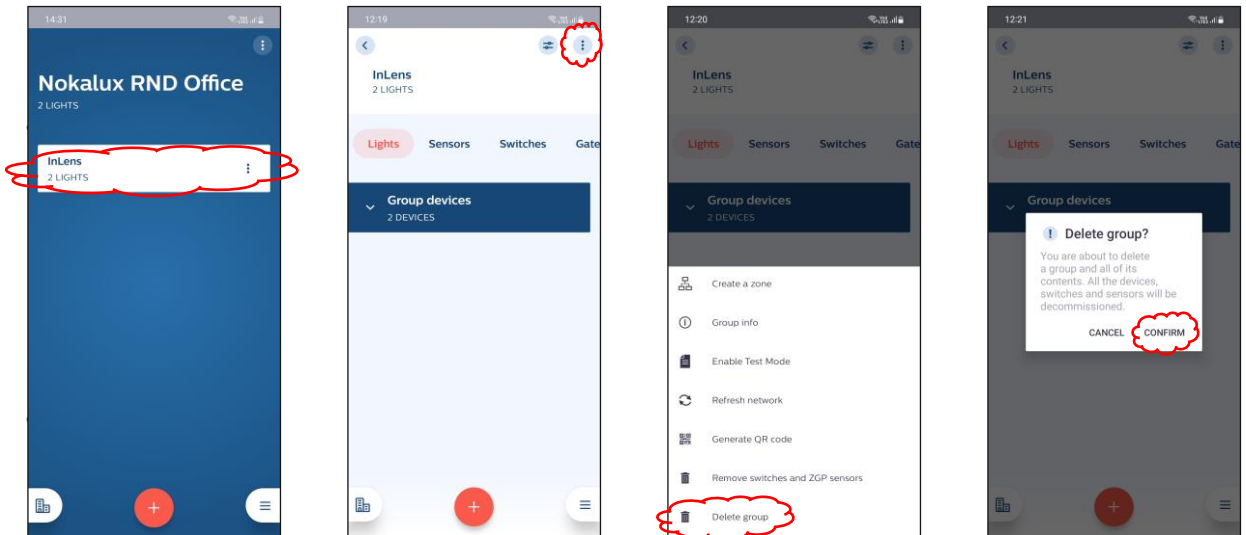 14:31
Nokalux RND Office
2 LIGHTS
InLens
2 LIGHTS
12:19
InLens
2 LIGHTS
Lights Sensors Switches Gate
Group devices
2 DEVICES
12:20
InLens
2 LIGHTS
Lights Sensors Switches Gate
Group devices
2 DEVICES
Create a zone
Group info
Enable Test Mode
Refresh network
Generate QR code
Remove switches and ZGP sensors
Delete group
12:21
InLens
2 LIGHTS
Lights Sensors Switches Gate
Group devices
Delete group?
You are about to delete
a group and all of its
contents. All the devices,
switches and sensors will be
decommissioned.
CANCEL CONFIRM